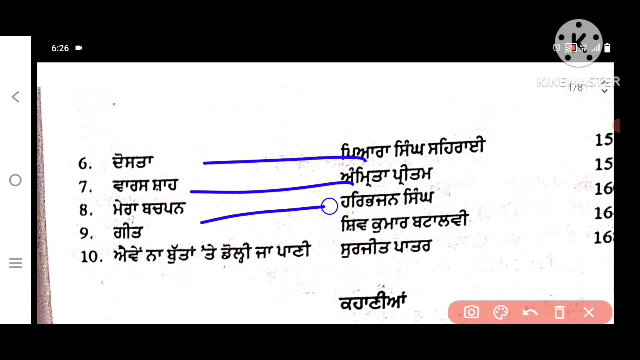 6:26
KINEMASTER
1/8
6. ਦੋਸਤਾ ਪਿਆਰਾ ਸਿੰਘ ਸਹਿਰਾਈ 15
7. ਵਾਰਸ ਸ਼ਾਹ ਅੰਮ੍ਰਿਤਾ ਪ੍ਰੀਤਮ 15
8. ਮੇਰਾ ਬਚਪਨ ਹਰਿਭਜਨ ਸਿੰਘ 16
9. ਗੀਤ ਸ਼ਿਵ ਕੁਮਾਰ ਬਟਾਲਵੀ 16
10. ਐਵੇਂ ਨਾ ਬੁੱਤਾਂ 'ਤੇ ਡੋਲ੍ਹੀ ਜਾ ਪਾਣੀ ਸੁਰਜੀਤ ਪਾਤਰ 16
ਕਹਾਣੀਆਂ